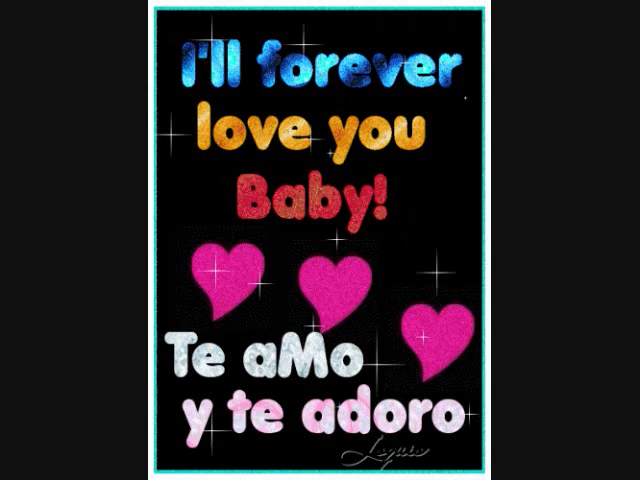 I'll forever
love you
Baby!
Te aMo
y te adoro